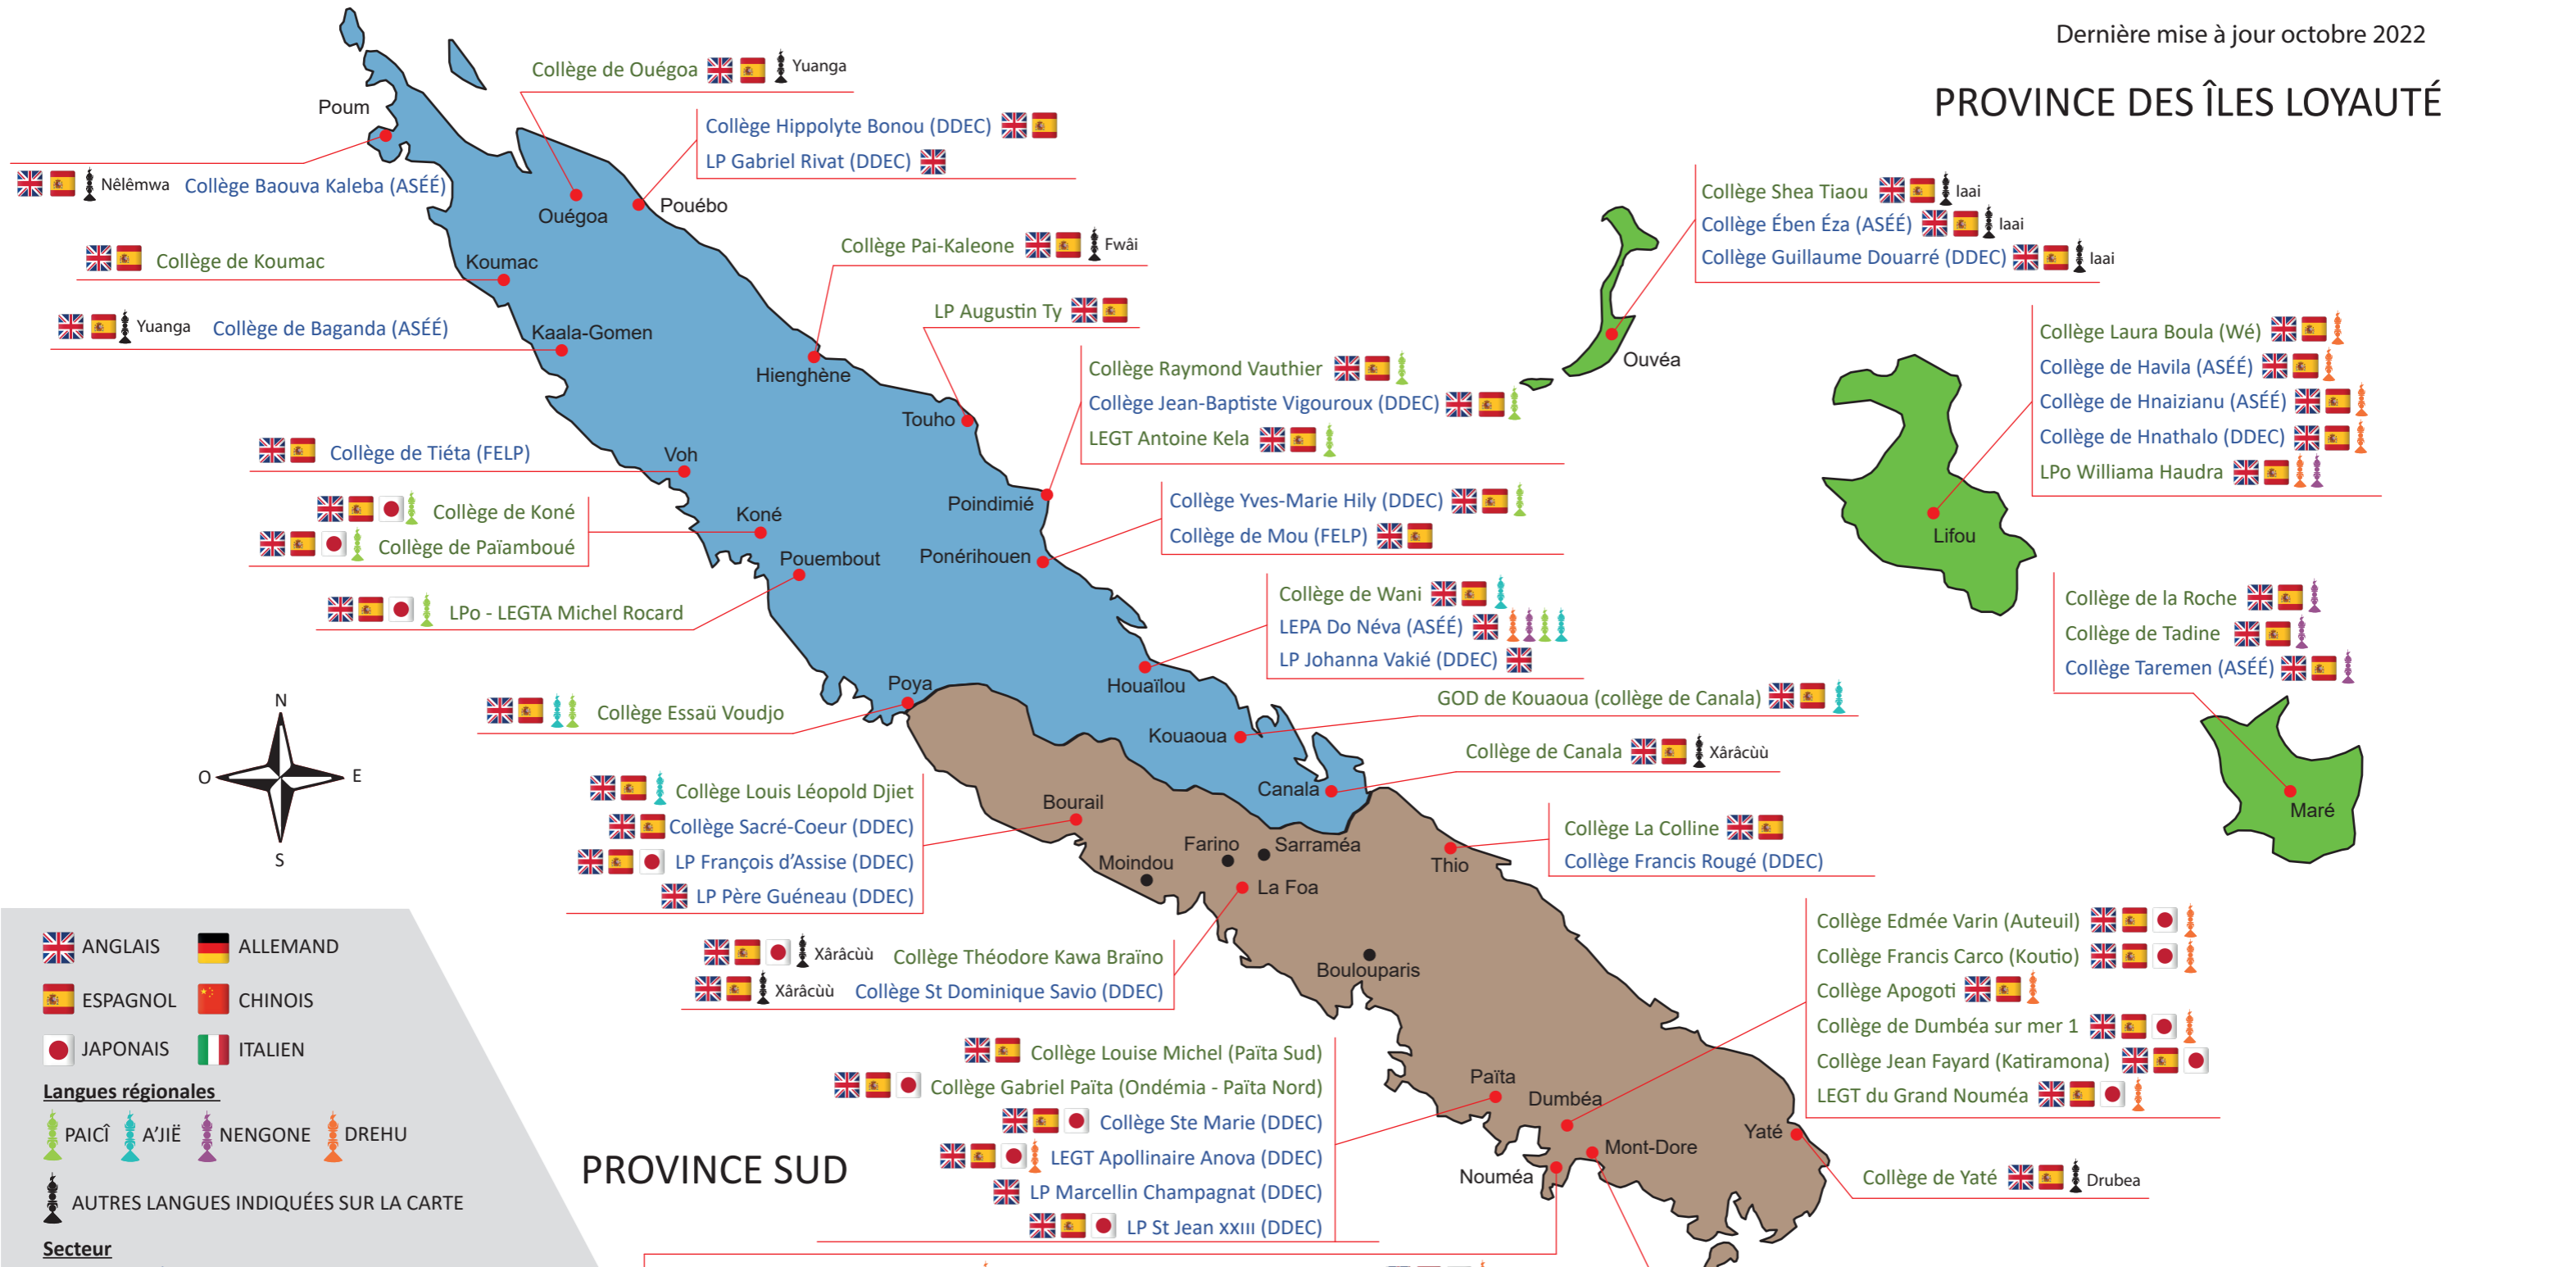 Dernière mise à jour octobre 2022
PROVINCE DES ÎLES LOYAUTÉ
Collège de Ouégoa Yuanga
Poum
Collège Hippolyte Bonou (DDEC)
LP Gabriel Rivat (DDEC)
Nêlêmwa Collège Baouva Kaleba (ASÉÉ)
Ouégoa
Pouébo
Collège Shea Tiaou Iaai
CollègeÉben Éza (ASÉÉ) Iaai
Collège Guillaume Douarré (DDEC) Iaai
Collège de Koumac
Koumac
Collège Pai-Kaleone Fwâi
Yuanga Collège de Baganda (ASÉÉ)
Kaala-Gomen
LP Augustin Ty
Hienghène
Ouvéa
Collège Raymond Vauthier
Collège Jean-Baptiste Vigouroux (DDEC)
LEGT Antoine Kela
Touho
Collège Laura Boula (Wé)
Collège de Havila (ASÉÉ)
Collège de Hnaizianu (ASÉÉ)
Collège de Hnathalo (DDEC)
LPo Williama Haudra
Collège de Tiéta (FELP)
Voh
Collège de Koné
Collège de Païamboué
Koné
Poindimié
Collège Yves-Marie Hily (DDEC)
Collège de Mou (FELP)
Lifou
Pouembout
Ponérihouen
LPo - LEGTA Michel Rocard
Collège de Wani
LEPA Do Néva (ASÉÉ)
LP Johanna Vakié (DDEC)
Collège de la Roche
Collège de Tadine
Collège Taremen (ASÉÉ)
Houaïlou
Poya
Collège Essaü Voudjo
GOD de Kouaoua (collège de Canala)
Kouaoua
Collège de Canala Xârâcùù
Canala
N
O
E
S
Maré
Collège Louis Léopold Djiet
Collège Sacré-Coeur (DDEC)
LP François d’Assise (DDEC)
LP Père Guéneau (DDEC)
Bourail
Farino
Sarraméa
Moindou
La Foa
Thio
Collège La Colline
Collège Francis Rougé (DDEC)
Xârâcùù Collège Théodore Kawa Braïno
Xârâcùù Collège St Dominique Savio (DDEC)
Boulouparis
Collège Edmée Varin (Auteuil)
Collège Francis Carco (Koutio)
Collège Apogoti
Collège de Dumbéa sur mer 1
Collège Jean Fayard (Katiramona)
LEGT du Grand Nouméa
Collège Louise Michel (Païta Sud)
Collège Gabriel Païta (Ondémia - Païta Nord)
Collège Ste Marie (DDEC)
LEGT Apollinaire Anova (DDEC)
LP Marcellin Champagnat (DDEC)
LP St Jean XXIII (DDEC)
Païta
Dumbéa
Mont-Dore
Nouméa
Yaté
Collège de Yaté Drubea
PROVINCE SUD
ANGLAIS ALLEMAND
ESPAGNOL CHINOIS
JAPONAIS ITALIEN
Langues régionales
PAICÎ A’JIË NENGONE DREHU
AUTRES LANGUES INDIQUÉES SUR LA CARTE
Secteur